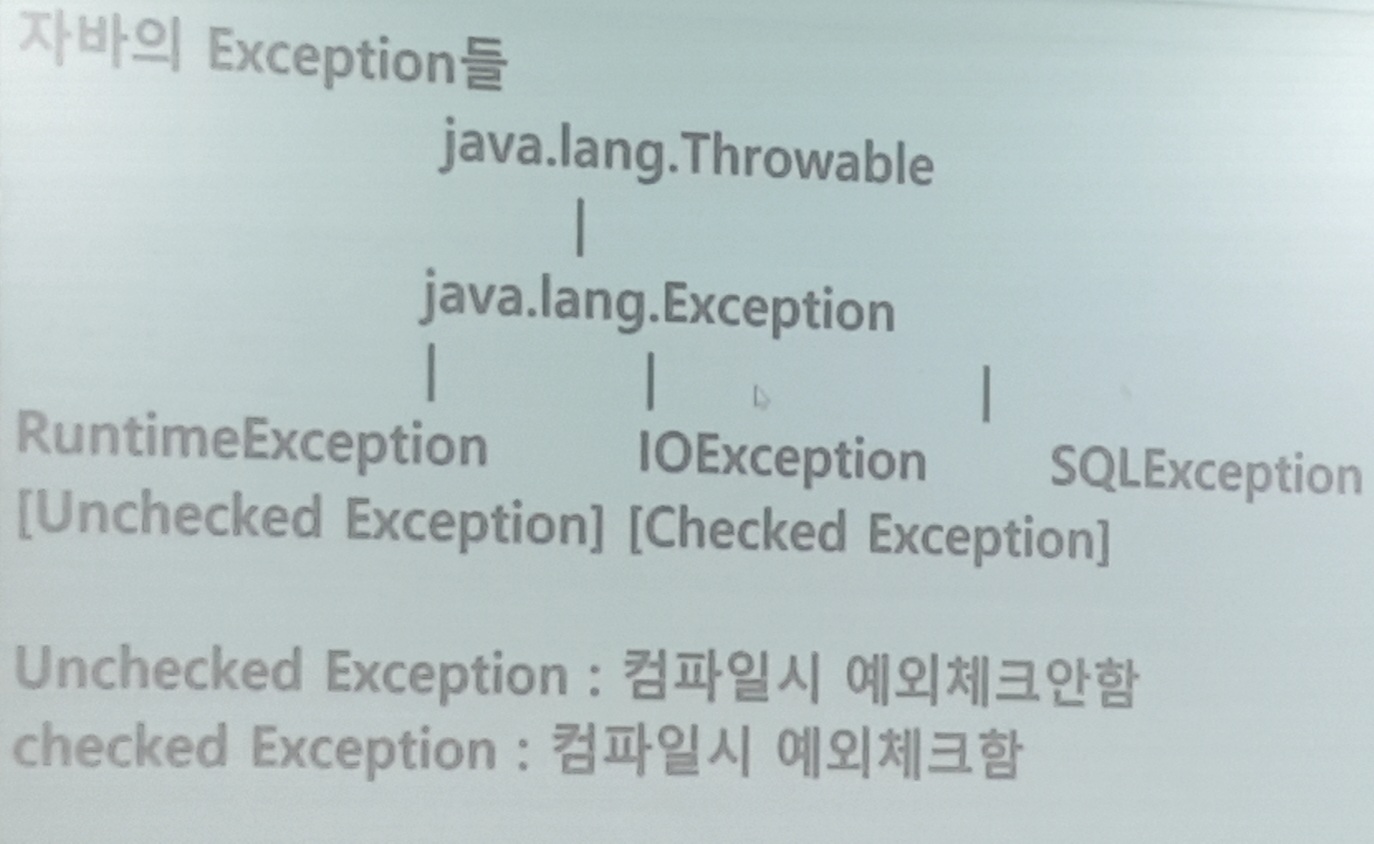 자바의 Exception들
java.lang.Throwable
|
java.lang.Exception
| | |
RuntimeException IOException SQLException
[Unchecked Exception] [Checked Exception]
Unchecked Exception : 컴파일시 예외체크안함
checked Exception : 컴파일시 예외체크함